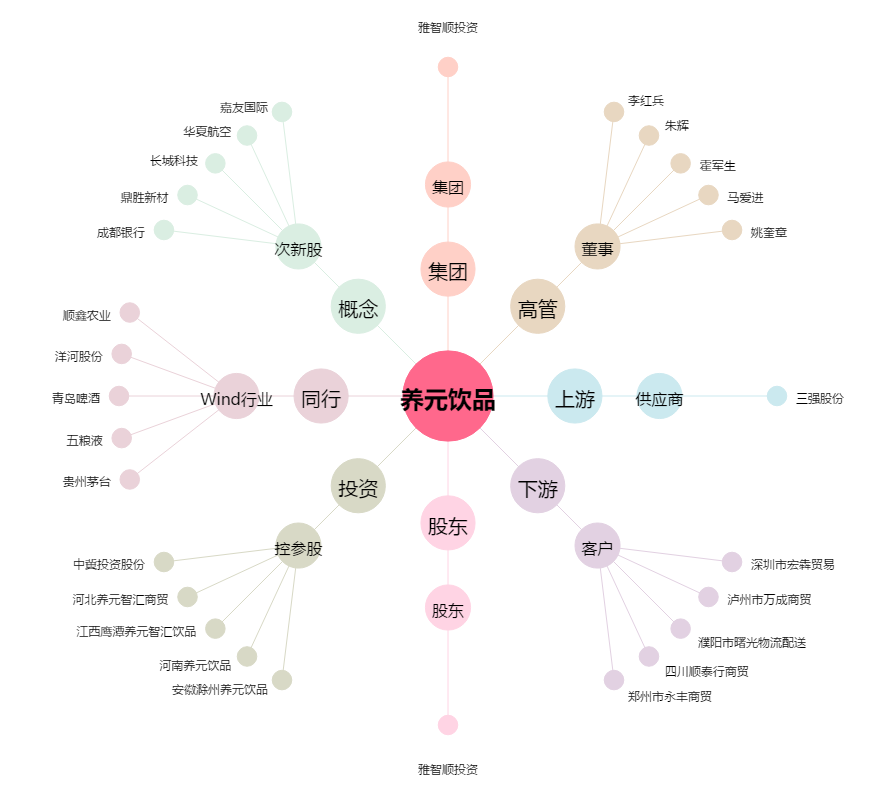 雅智顺投资
集团
集团
李红兵
朱辉
霍军生
马爱进
姚奎章
董事
高管
嘉友国际
华夏航空
长城科技
鼎胜新材
成都银行
次新股
概念
顺鑫农业
洋河股份
青岛啤酒
五粮液
贵州茅台
Wind行业
同行
养元饮品
上游
供应商
三强股份
投资
控参股
中冀投资股份
河北养元智汇商贸
江西鹰潭养元智汇饮品
河南养元饮品
安徽滁州养元饮品
股东
股东
雅智顺投资
下游
客户
深圳市宏犇贸易
泸州市万成商贸
濮阳市曙光物流配送
四川顺泰行商贸
郑州市永丰商贸